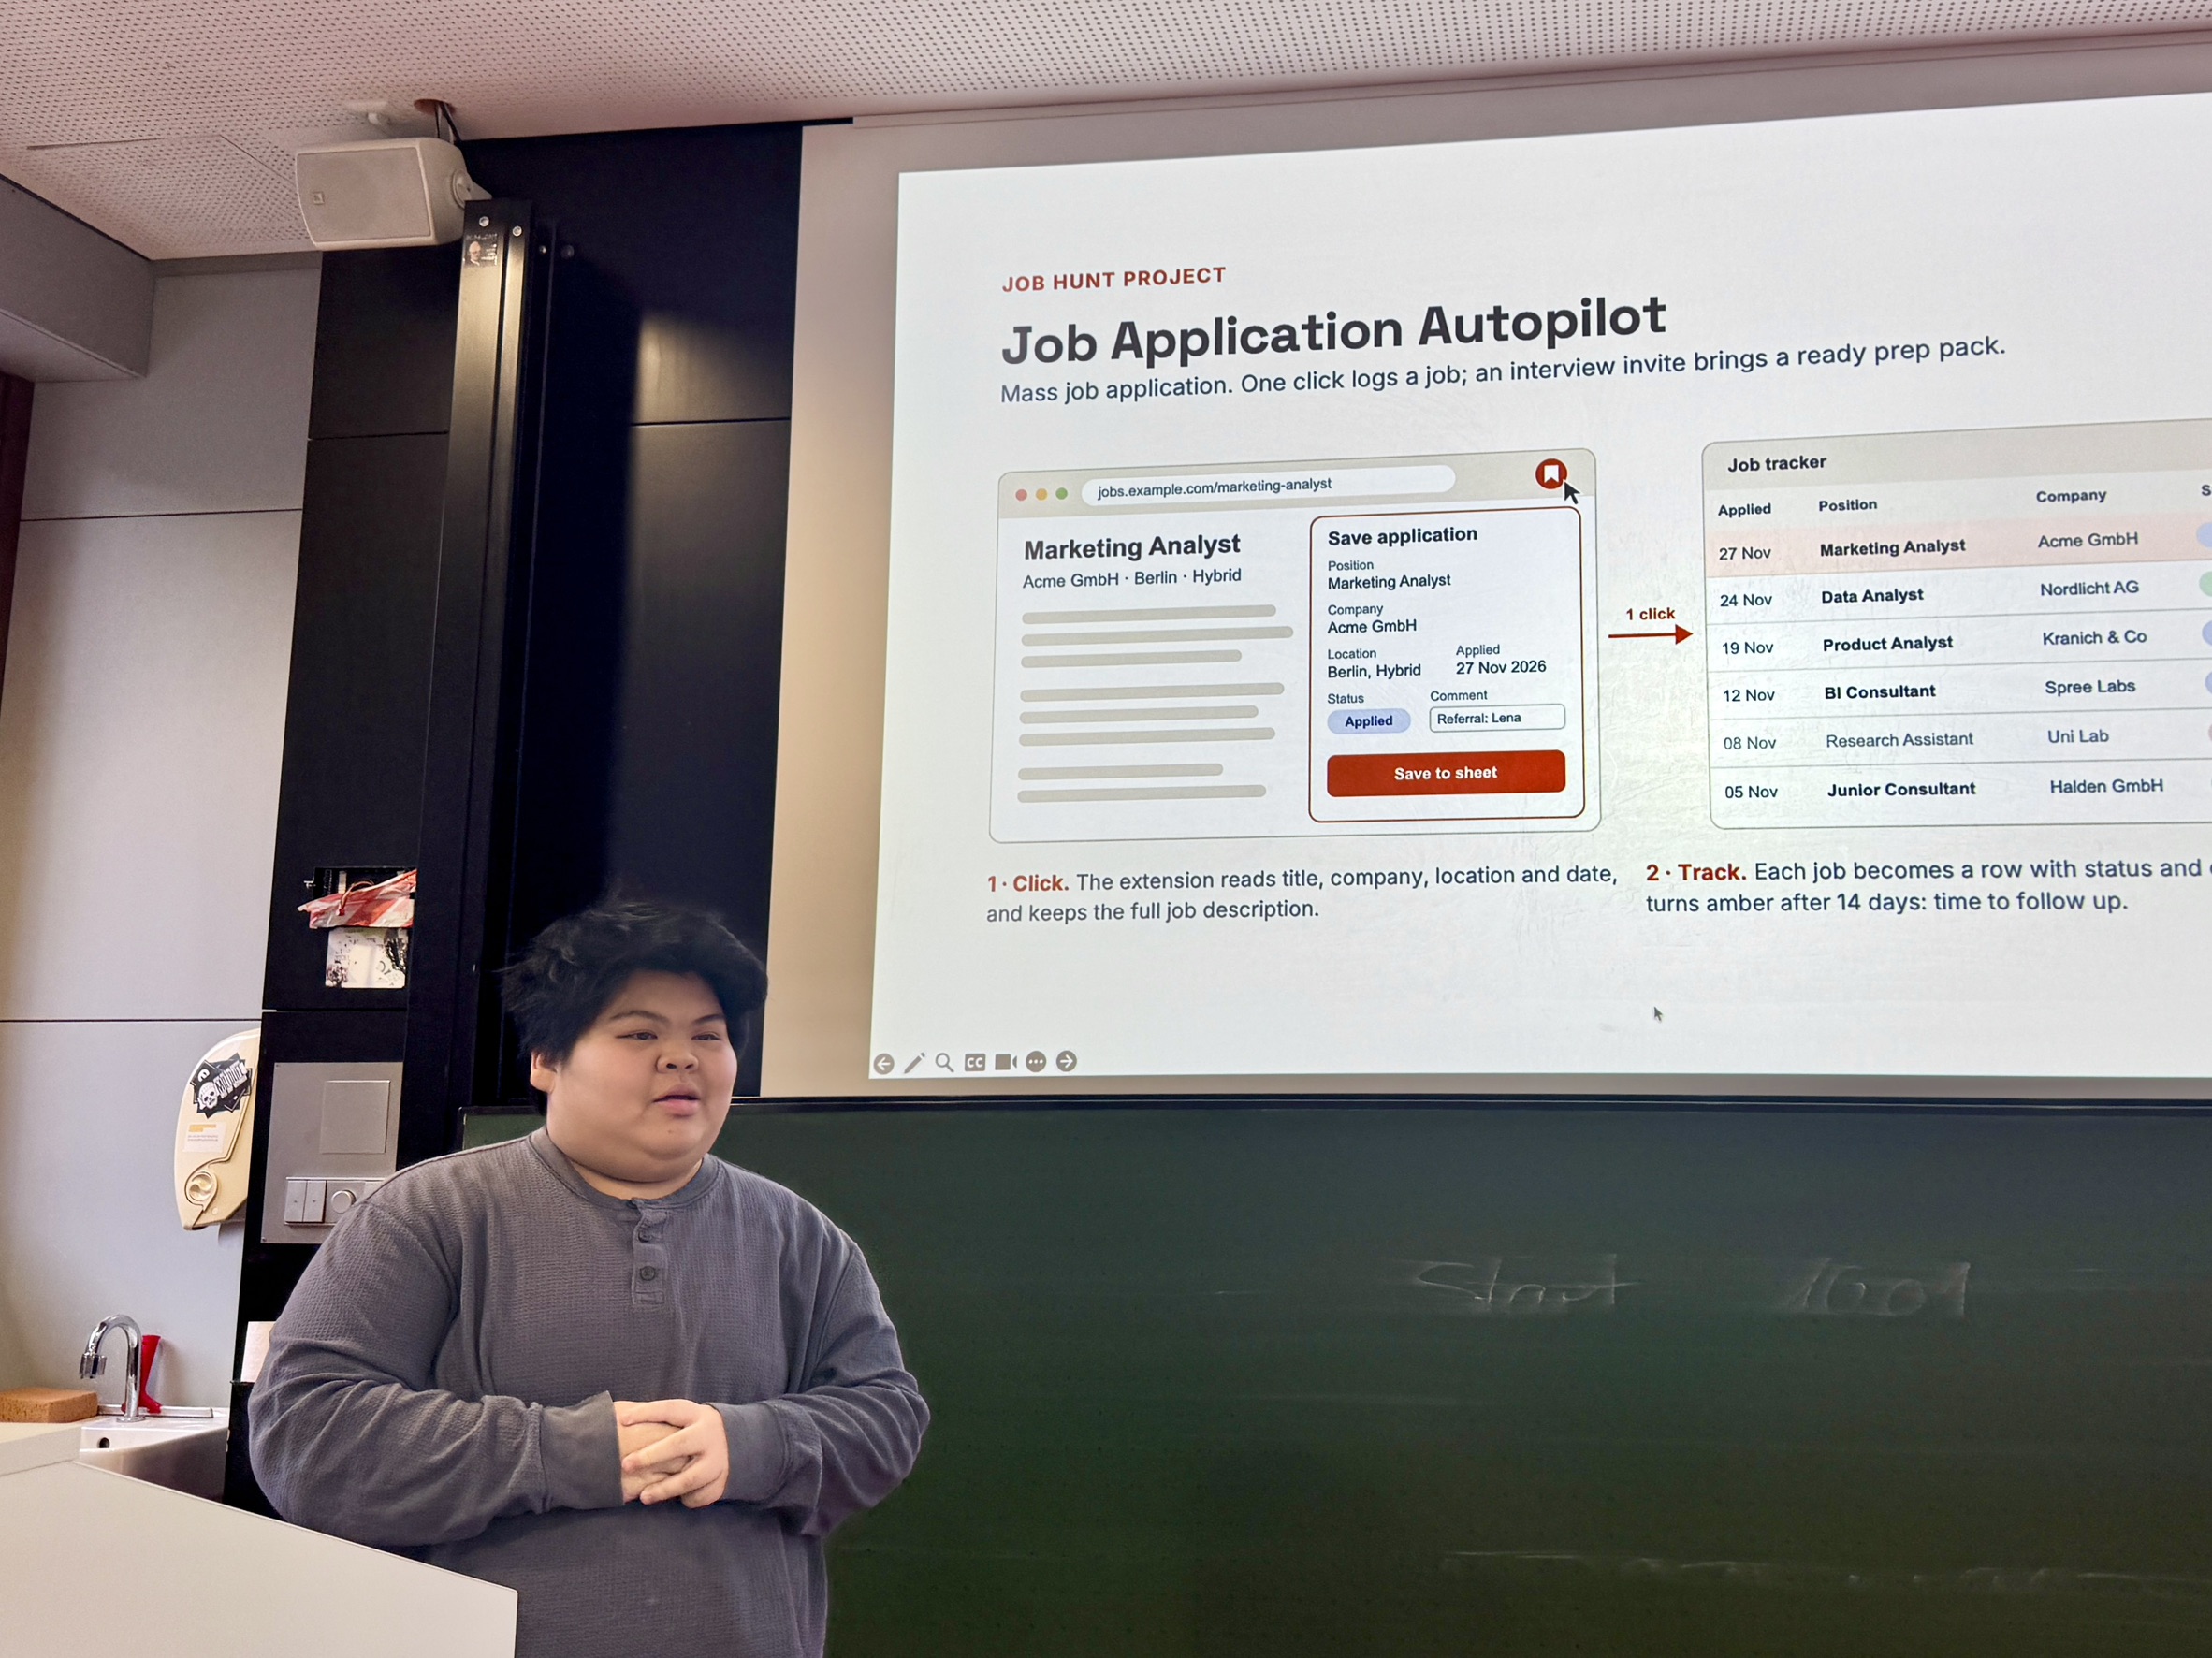 JOB HUNT PROJECT
Job Application Autopilot
Mass job application. One click logs a job; an interview invite brings a ready prep pack.
jobs.example.com/marketing-analyst
Marketing Analyst
Acme GmbH · Berlin · Hybrid
Save application
Position
Marketing Analyst
Company
Acme GmbH
Location Applied
Berlin, Hybrid 27 Nov 2026
Status Comment
Applied Referral: Lena
Save to sheet
1 click
Job tracker
Applied Position Company S
27 Nov Marketing Analyst Acme GmbH
24 Nov Data Analyst Nordlicht AG
19 Nov Product Analyst Kranich & Co
12 Nov BI Consultant Spree Labs
08 Nov Research Assistant Uni Lab
05 Nov Junior Consultant Halden GmbH
1 · Click. The extension reads title, company, location and date,
and keeps the full job description.
2 · Track. Each job becomes a row with status and
turns amber after 14 days: time to follow up.
CC
Start